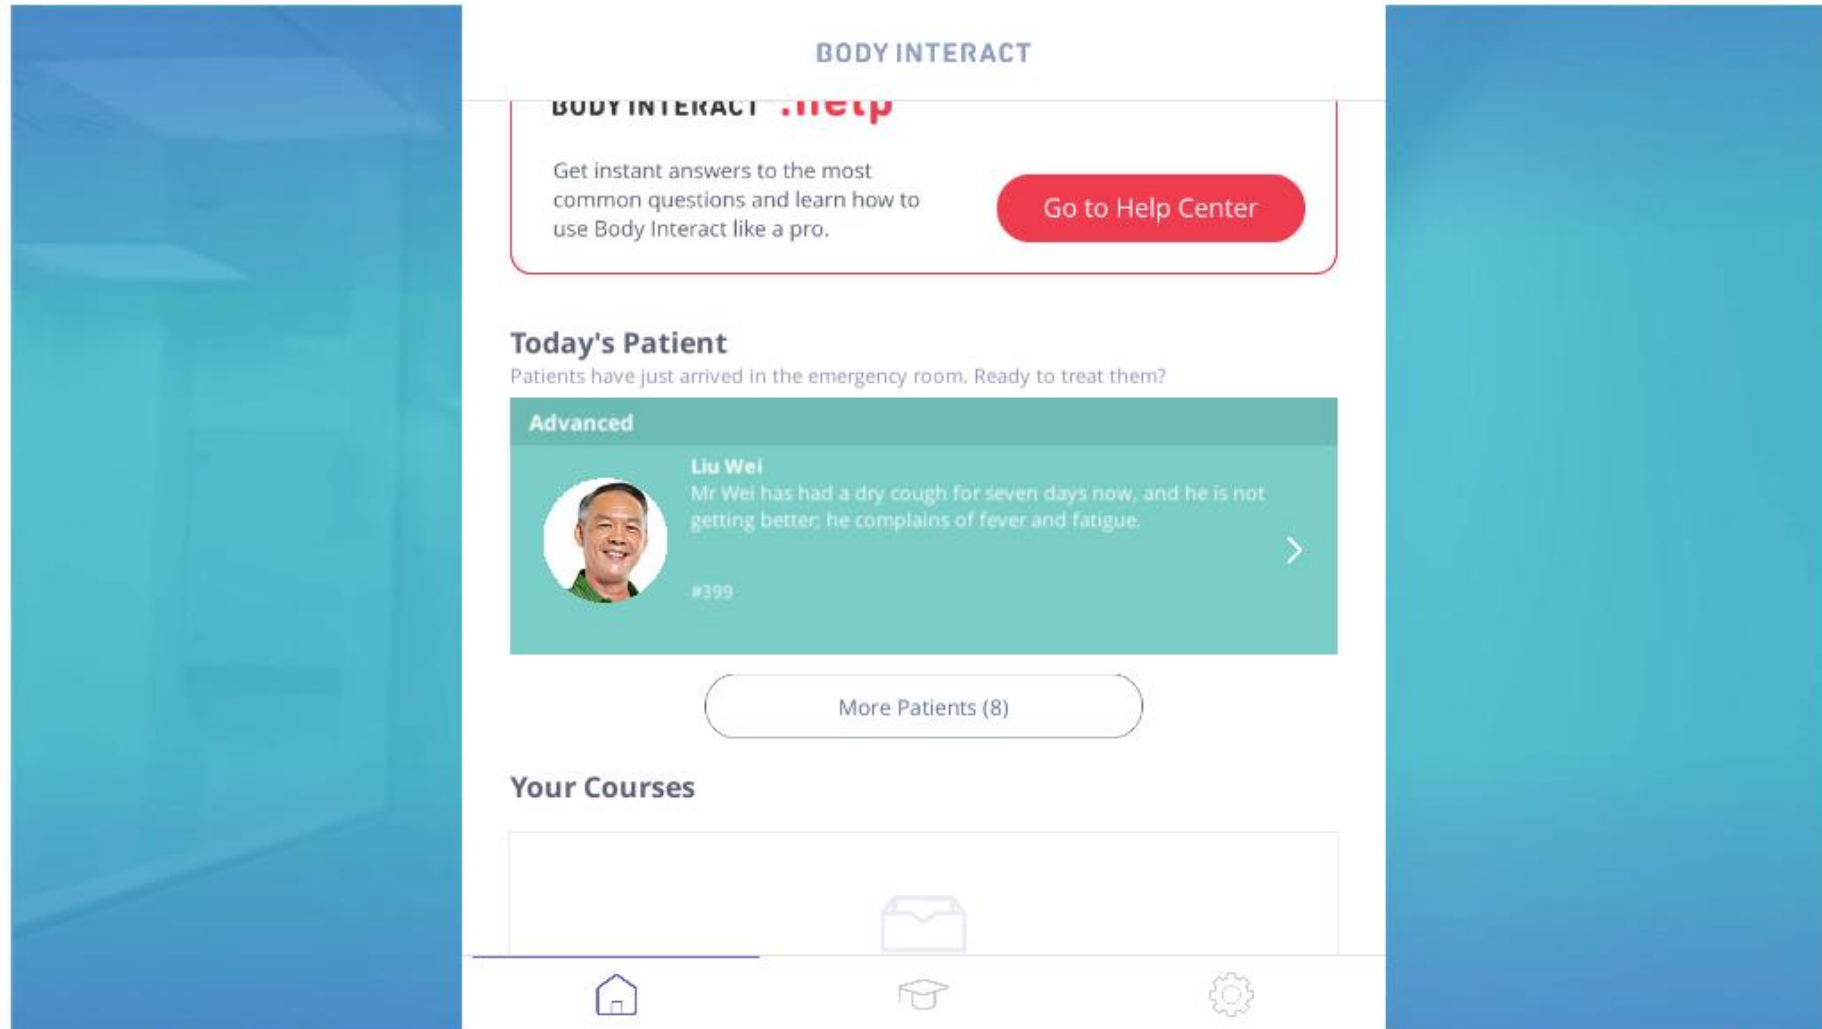 BODY INTERACT
BODY INTERACT .help
Get instant answers to the most
common questions and learn how to
use Body Interact like a pro.
Go to Help Center
Today's Patient
Patients have just arrived in the emergency room. Ready to treat them?
Advanced
Liu Wei
Mr Wei has had a dry cough for seven days now, and he is not
getting better; he complains of fever and fatigue.
#399
More Patients (8)
Your Courses